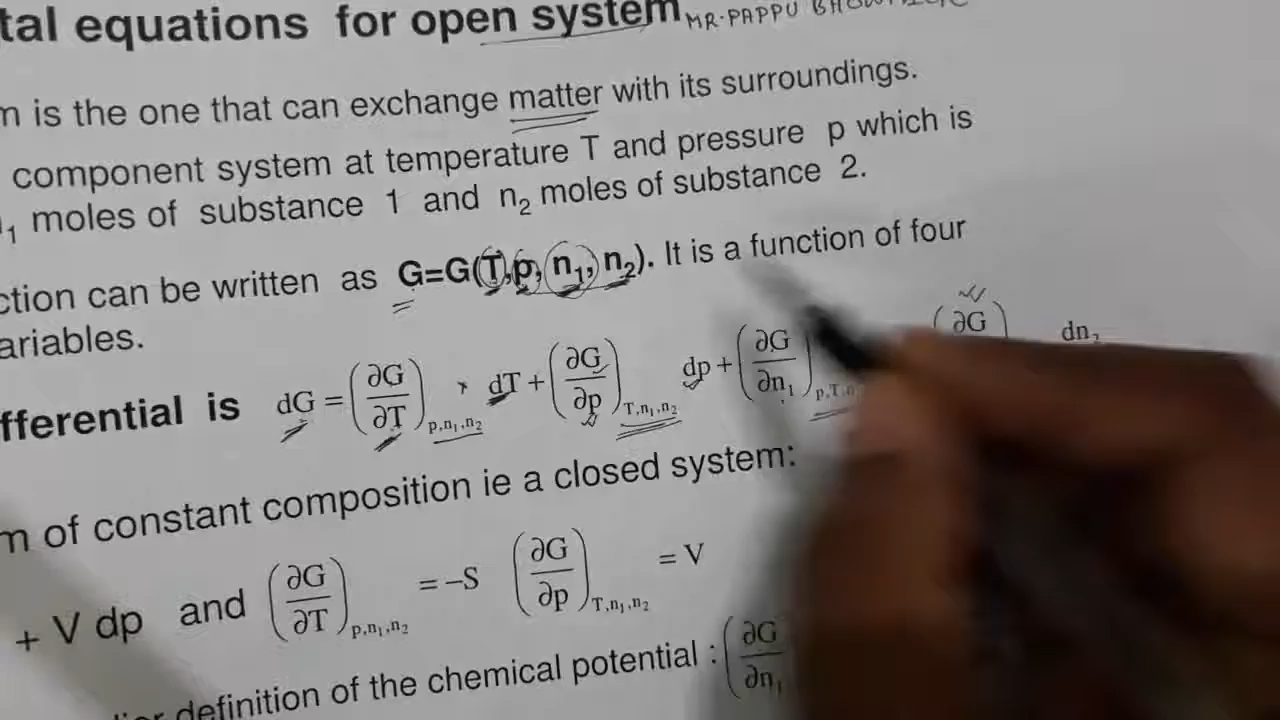 tal equations for open system MR. PAPPU
m is the one that can exchange matter with its surroundings.
component system at temperature T and pressure p which is
n₁ moles of substance 1 and n₂ moles of substance 2.
ction can be written as G=G(T,p, n₁, n₂). It is a function of four
ariables.
fferential is dG = (∂G/∂T)p,n₁,n₂ dT + (∂G/∂p)T,n₁,n₂ dp + (∂G/∂n₁)p,T,n (∂G dn₂
m of constant composition ie a closed system:
+ V dp and (∂G/∂T)p,n₁,n₂ = –S (∂G/∂p)T,n₁,n₂ = V
definition of the chemical potential : (∂G/∂n₁